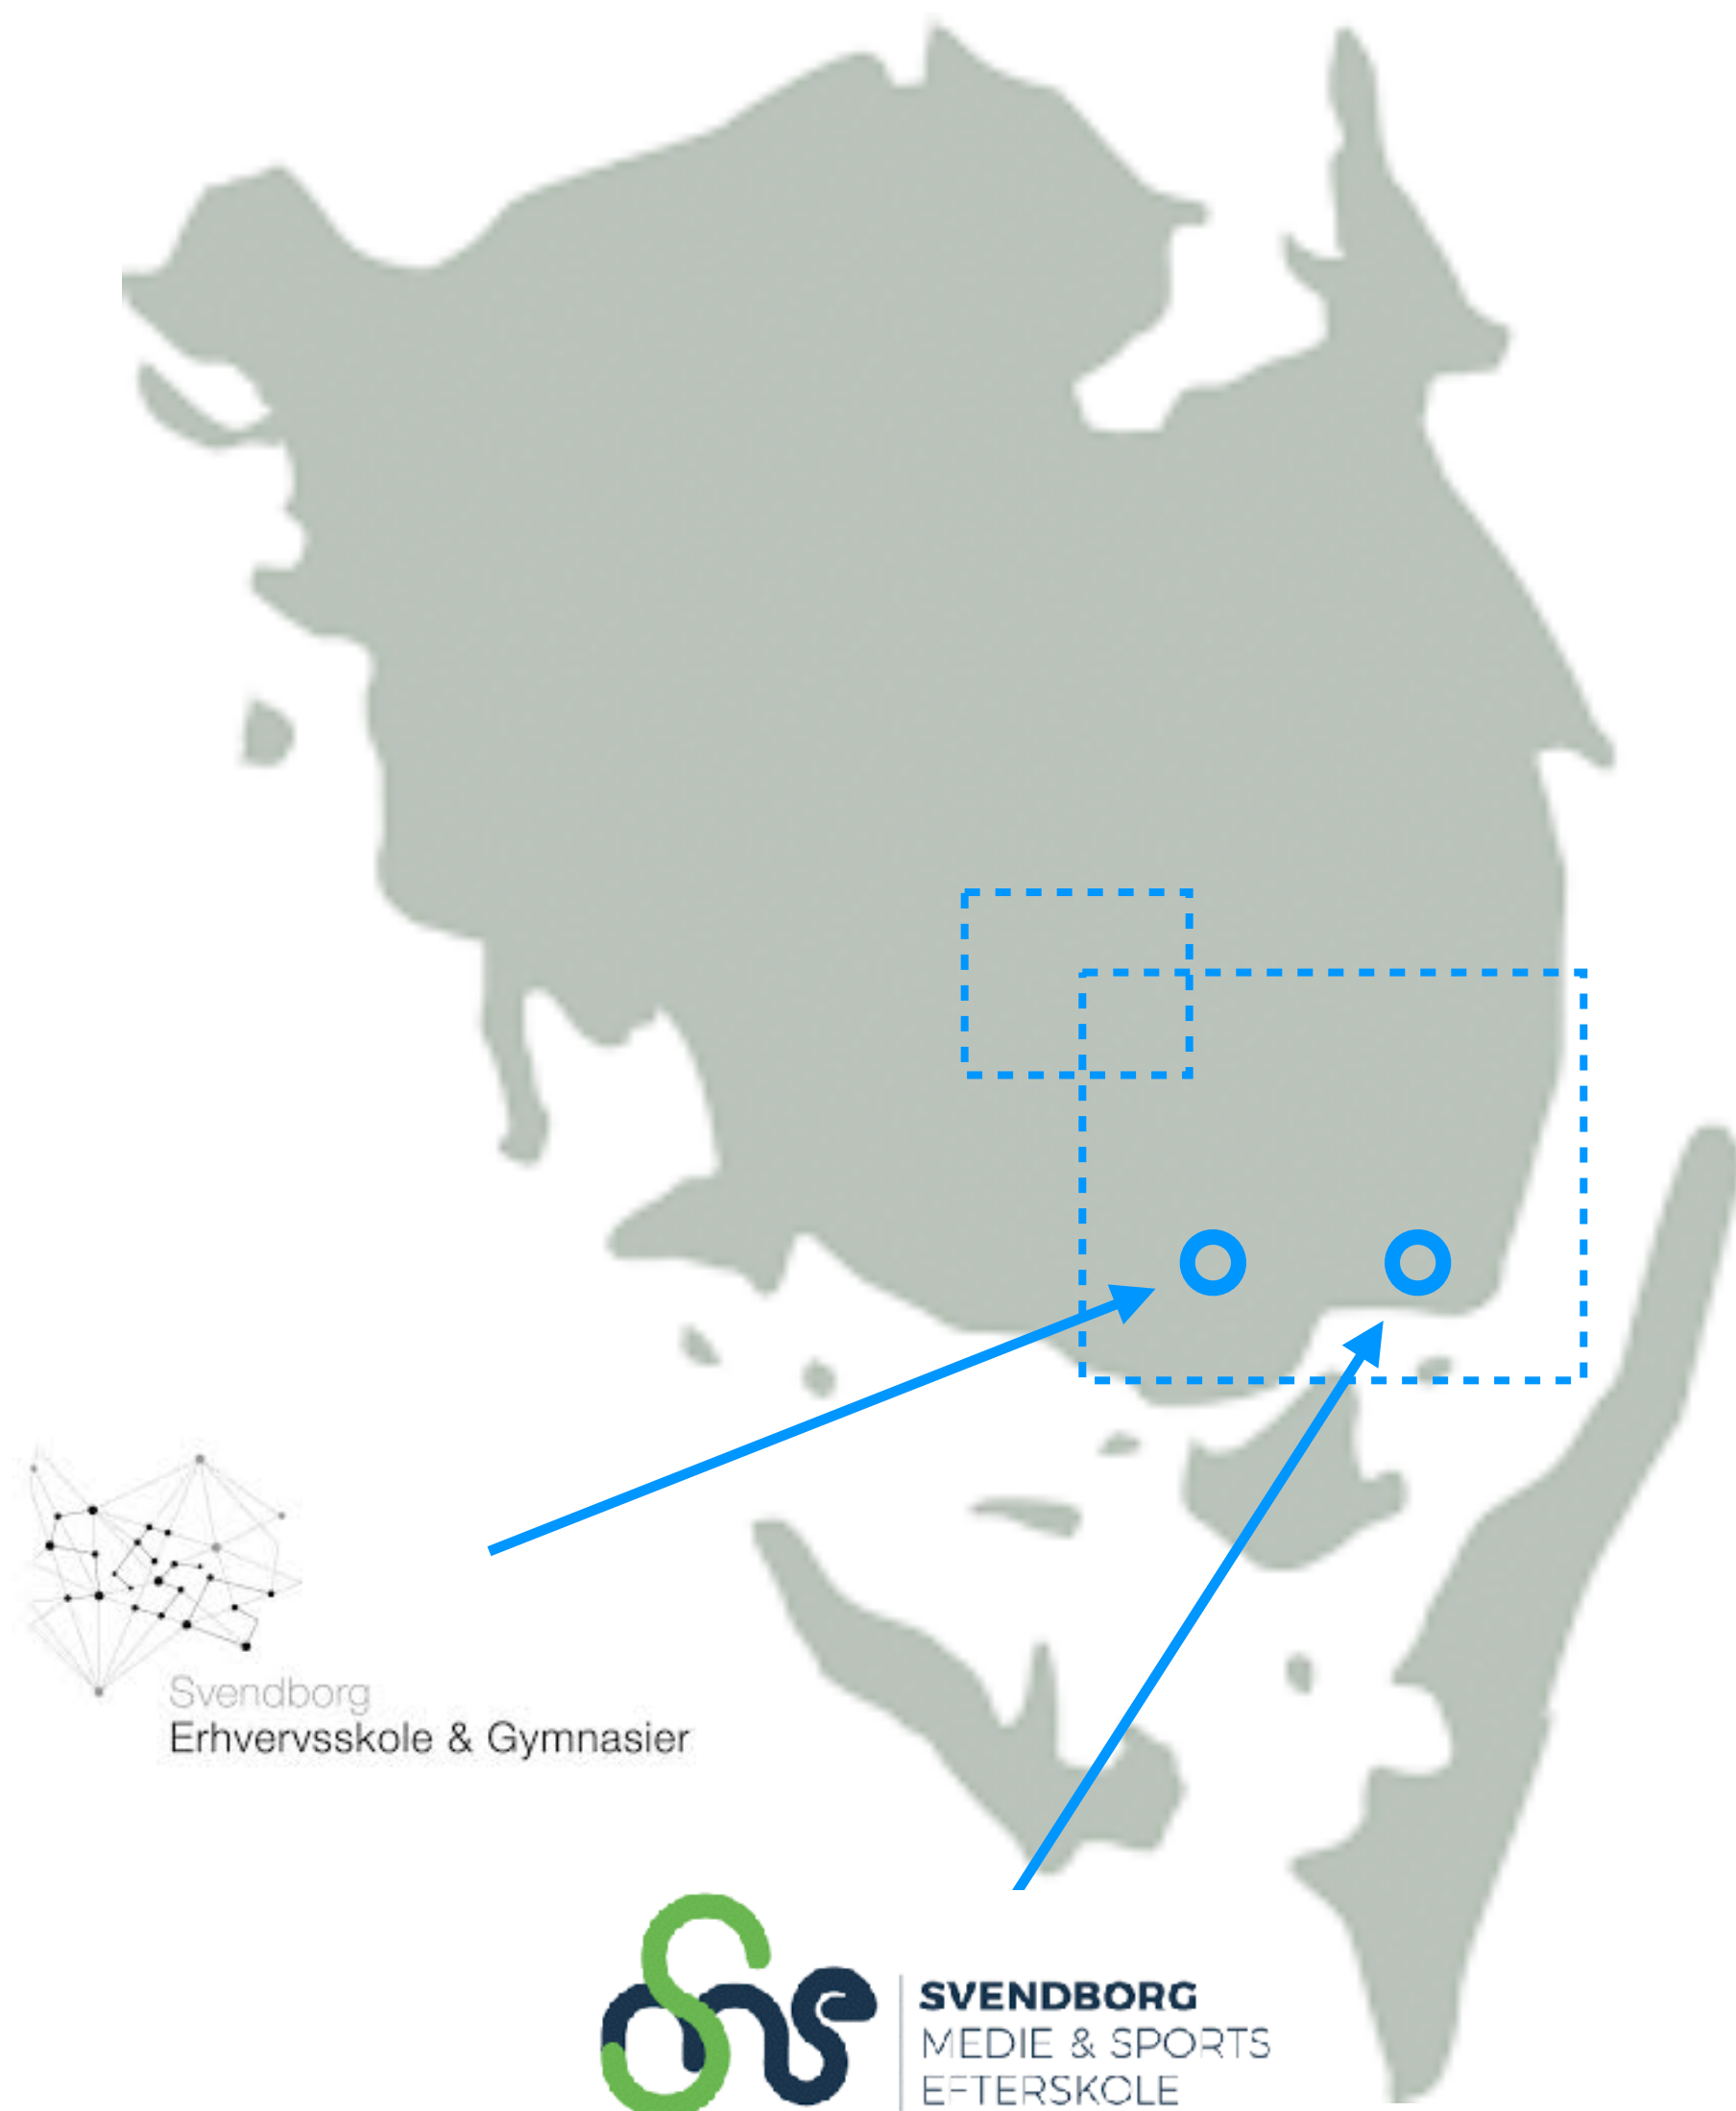 Svendborg
Erhvervsskole & Gymnasier
SVENDBORG
MEDIE & SPORTS
EFTERSKOLE